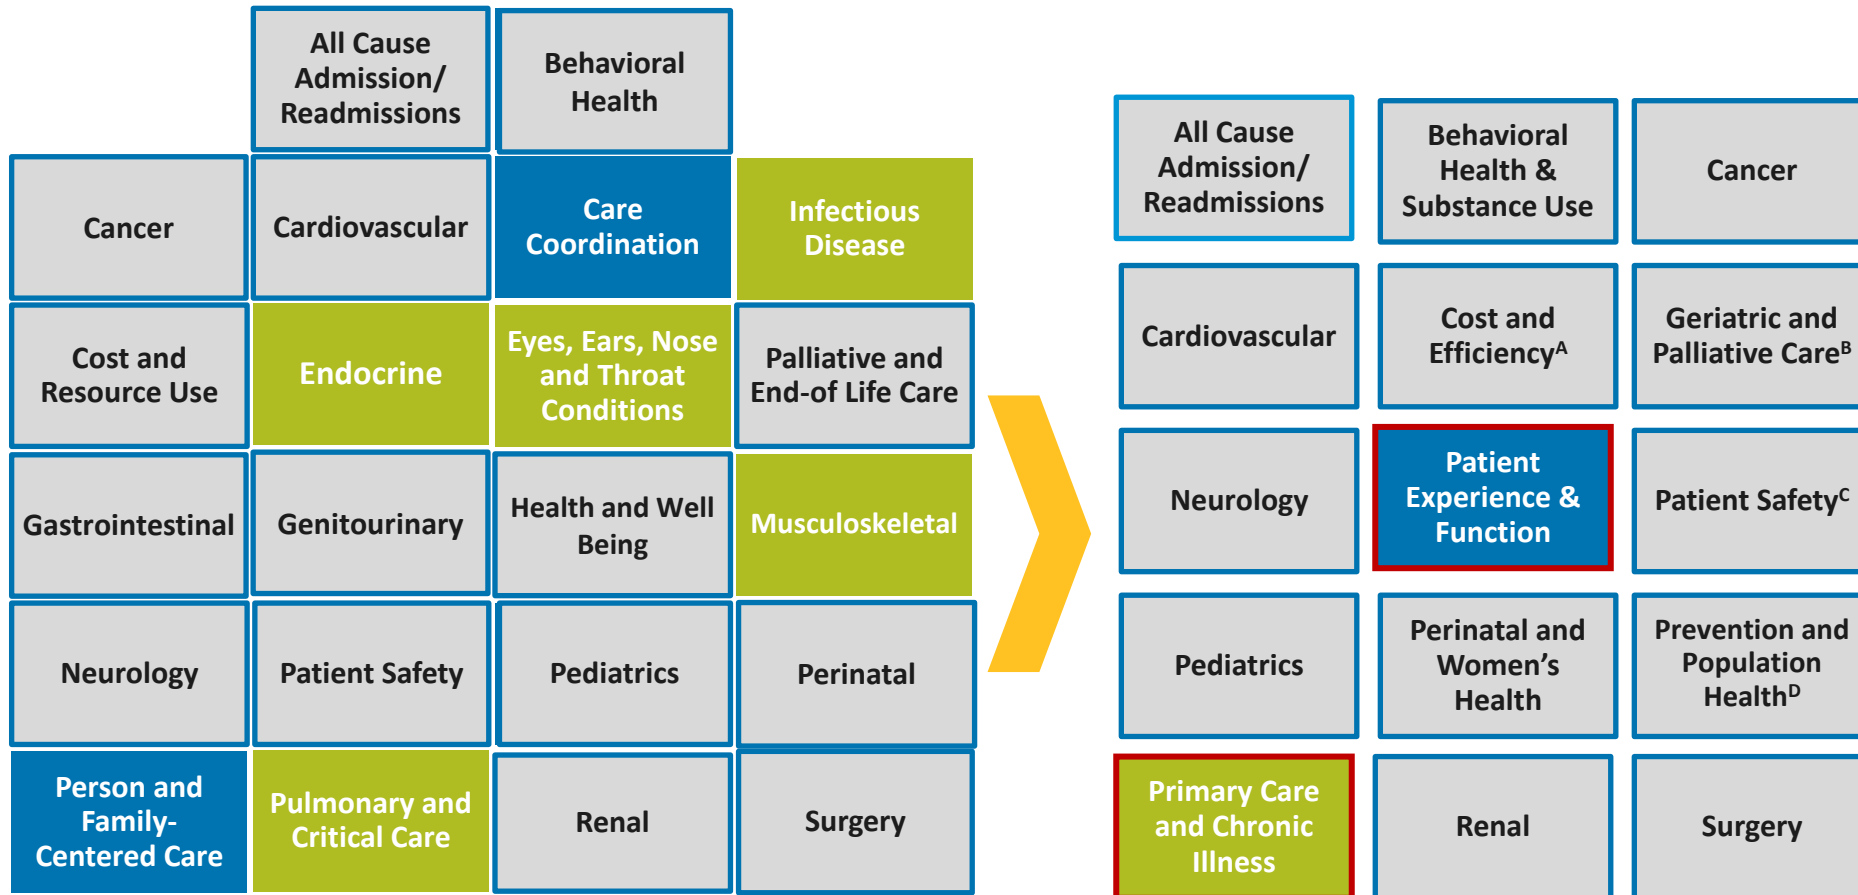 All Cause
Admission/
Readmissions
Behavioral
Health
Cancer
Cardiovascular
Care
Coordination
Infectious
Disease
Cost and
Resource Use
Endocrine
Eyes, Ears, Nose
and Throat
Conditions
Palliative and
End-of Life Care
Gastrointestinal
Genitourinary
Health and Well
Being
Musculoskeletal
Neurology
Patient Safety
Pediatrics
Perinatal
Person and
Family-
Centered Care
Pulmonary and
Critical Care
Renal
Surgery
All Cause
Admission/
Readmissions
Behavioral
Health &
Substance Use
Cancer
Cardiovascular
Cost and
Efficiencyᴬ
Geriatric and
Palliative Careᴮ
Neurology
Patient
Experience &
Function
Patient Safetyᶜ
Pediatrics
Perinatal and
Women’s
Health
Prevention and
Population
Healthᴰ
Primary Care
and Chronic
Illness
Renal
Surgery